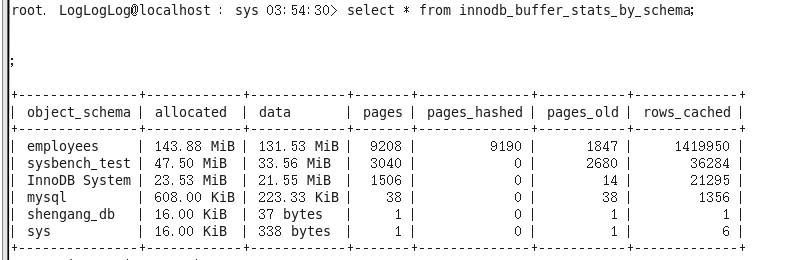 root. LogLogLog@localhost : sys 03:54:30> select * from innodb_buffer_stats_by_schema;
;
+---------------+------------+------------+-------+--------------+-----------+-------------+
| object_schema | allocated  | data       | pages | pages_hashed | pages_old | rows_cached |
+---------------+------------+------------+-------+--------------+-----------+-------------+
| employees     | 143.88 MiB | 131.53 MiB |  9208 |         9190 |      1847 |     1419950 |
| sysbench_test | 47.50 MiB  | 33.56 MiB  |  3040 |            0 |      2680 |       36284 |
| InnoDB System | 23.53 MiB  | 21.55 MiB  |  1506 |            0 |        14 |       21295 |
| mysql         | 608.00 KiB | 223.33 KiB |    38 |            0 |        38 |        1356 |
| shengang_db   | 16.00 KiB  | 37 bytes   |     1 |            0 |         1 |           1 |
| sys           | 16.00 KiB  | 338 bytes  |     1 |            0 |         1 |           6 |
+---------------+------------+------------+-------+--------------+-----------+-------------+